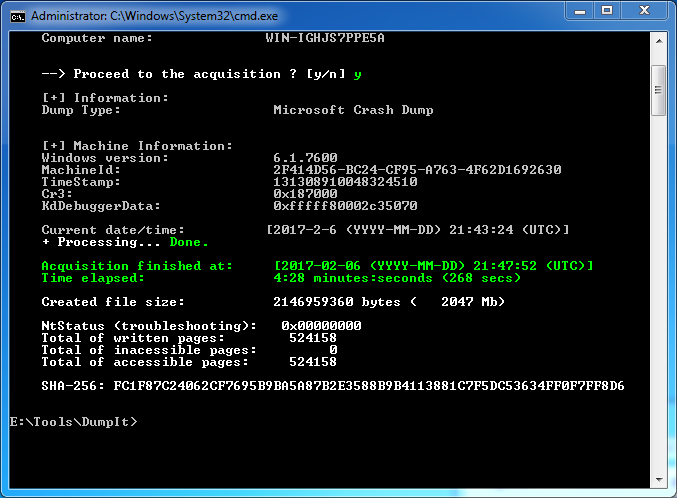 Administrator: C:\Windows\System32\cmd.exe
Computer name: WIN-IGHJS7PPE5A
--> Proceed to the acquisition ? [y/n] y
[+] Information:
Dump Type: Microsoft Crash Dump
[+] Machine Information:
Windows version: 6.1.7600
MachineId: 2F414D56-BC24-CF95-A763-4F62D1692630
TimeStamp: 131308910048324510
Cr3: 0x187000
KdDebuggerData: 0xfffff80002c35070
Current date/time: [2017-2-6 (YYYY-MM-DD) 21:43:24 (UTC)]
+ Processing... Done.
Acquisition finished at: [2017-02-06 (YYYY-MM-DD) 21:47:52 (UTC)]
Time elapsed: 4:28 minutes:seconds (268 secs)
Created file size: 2146959360 bytes ( 2047 Mb)
NtStatus (troubleshooting): 0x00000000
Total of written pages: 524158
Total of inacessible pages: 0
Total of accessible pages: 524158
SHA-256: FC1F87C24062CF7695B9BA5A87B2E3588B9B4113881C7F5DC53634FF0F7FF8D6
E:\Tools\DumpIt>